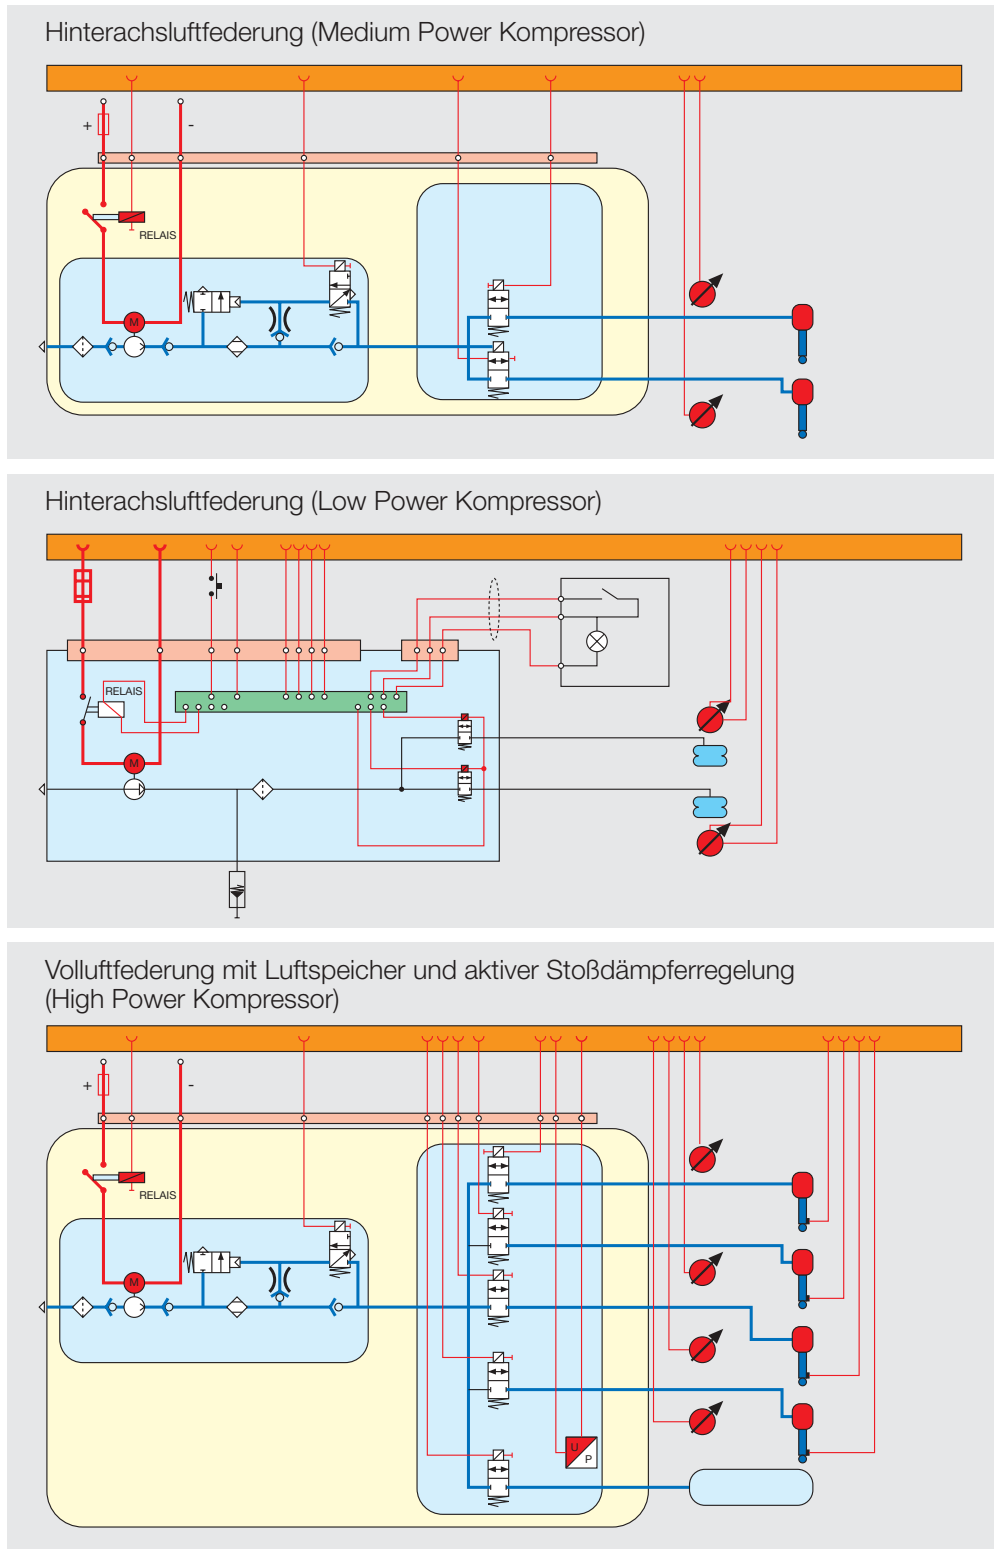 Hinterachsluftfederung (Medium Power Kompressor)
+
-
RELAIS
M
Hinterachsluftfederung (Low Power Kompressor)
RELAIS
M
Volluftfederung mit Luftspeicher und aktiver Stoßdämpferregelung
(High Power Kompressor)
+
-
RELAIS
M
U
P